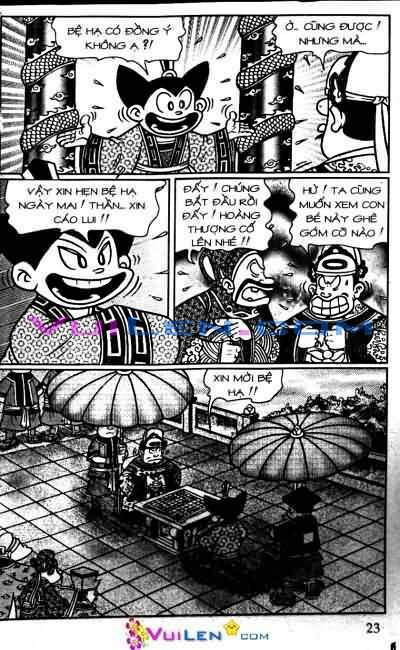 BỆ HẠ CÓ ĐỒNG Ý
KHÔNG Ạ ?!
Ờ... CŨNG ĐƯỢC !
NHƯNG MÀ...
VẬY XIN HẸN BỆ HẠ
NGÀY MAI ! THẦN... XIN
CÁO LUI !!
ĐẤY ! CHÚNG
BẮT ĐẦU RỒI
ĐẤY ! HOÀNG
THƯỢNG CỐ
LÊN NHÉ !!
HỪ ! TA CŨNG
MUỐN XEM CON
BÉ NÀY GHÊ
GỚM CỠ NÀO !
VUILEN.COM
XIN MỜI BỆ
HẠ !!
23
VUILEN.COM